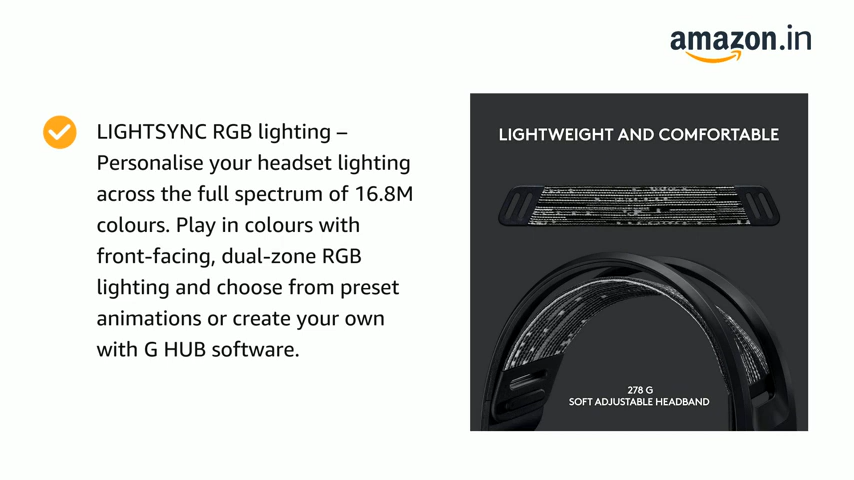 amazon.in
LIGHTSYNC RGB lighting –
Personalise your headset lighting
across the full spectrum of 16.8M
colours. Play in colours with
front-facing, dual-zone RGB
lighting and choose from preset
animations or create your own
with G HUB software.
LIGHTWEIGHT AND COMFORTABLE
278 G
SOFT ADJUSTABLE HEADBAND